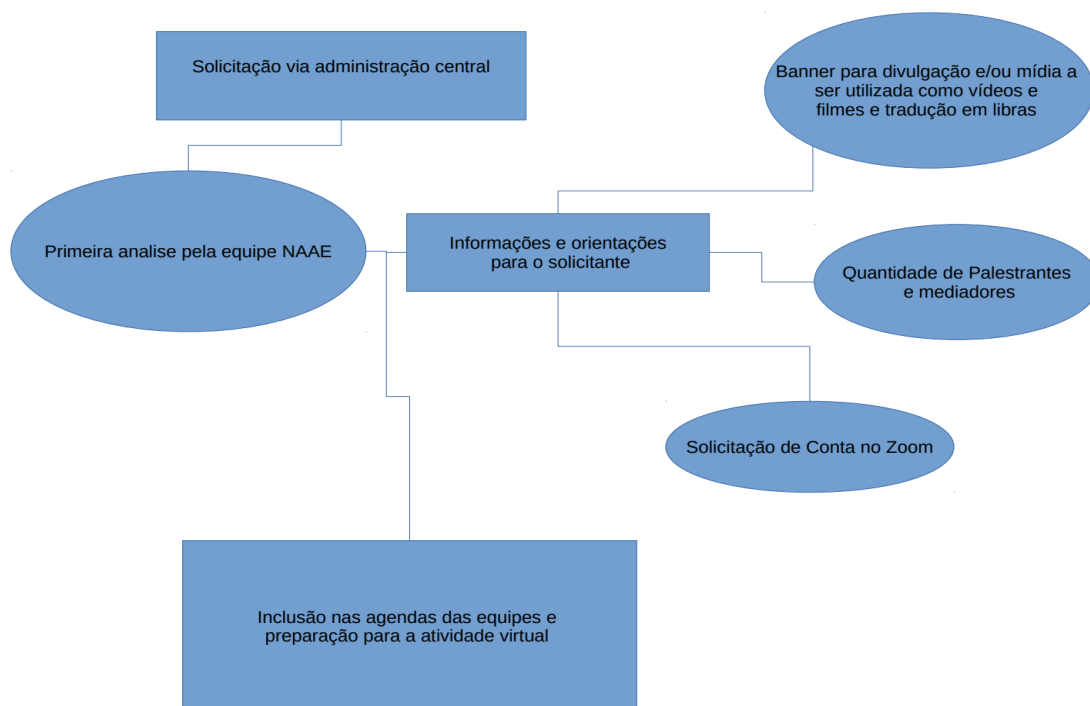 Solicitação via administração central
Banner para divulgação e/ou mídia a
ser utilizada como vídeos e
filmes e tradução em libras
Primeira analise pela equipe NAAE
Informações e orientações
para o solicitante
Quantidade de Palestrantes
e mediadores
Solicitação de Conta no Zoom
Inclusão nas agendas das equipes e
preparação para a atividade virtual